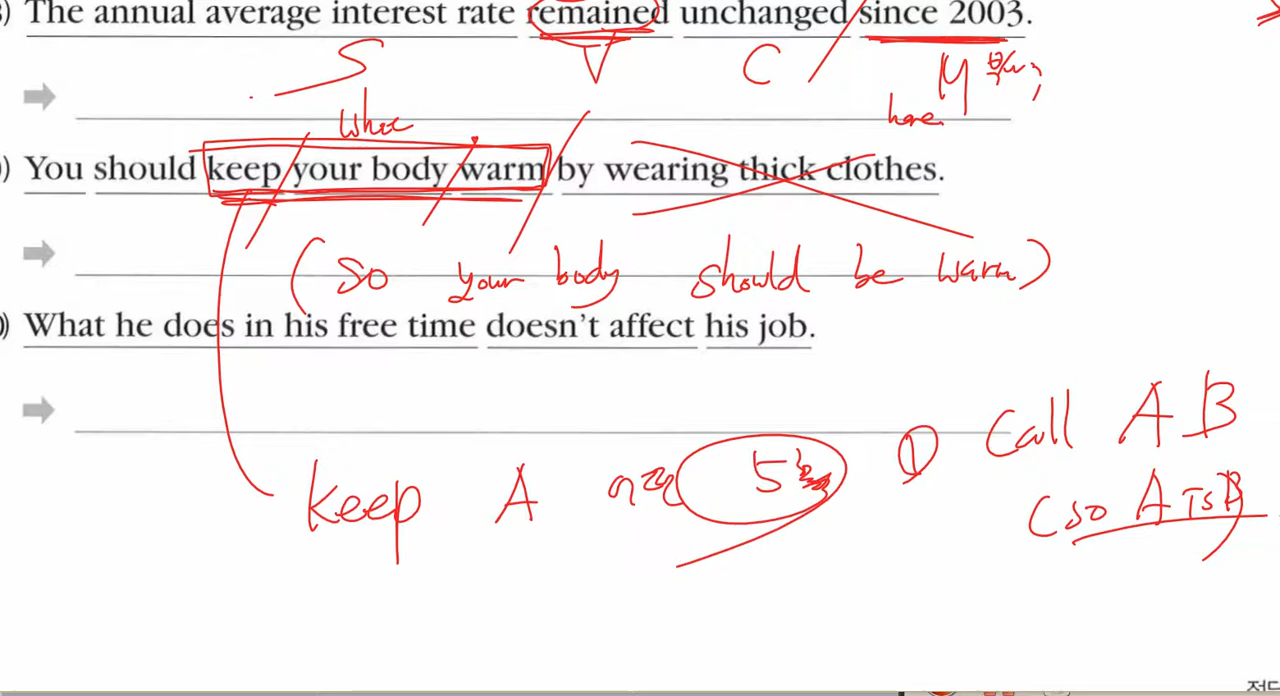 ) The annual average interest rate remained unchanged since 2003.
S V C M
whoe
) You should keep your body warm by wearing thick clothes.
(so your body should be warm)
) What he does in his free time doesn't affect his job.
① Call A B
keep A 5
(so A is B)